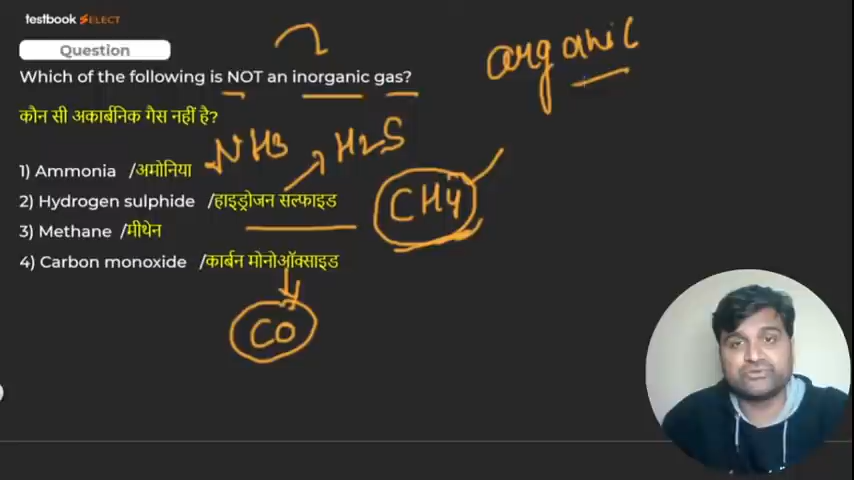 testbook SELECT
Question
Which of the following is NOT an inorganic gas?
कौन सी अकार्बनिक गैस नहीं है?
organic
NH3
H2S
1) Ammonia /अमोनिया
2) Hydrogen sulphide /हाइड्रोजन सल्फाइड
CH4
3) Methane /मीथेन
4) Carbon monoxide /कार्बन मोनोऑक्साइड
CO